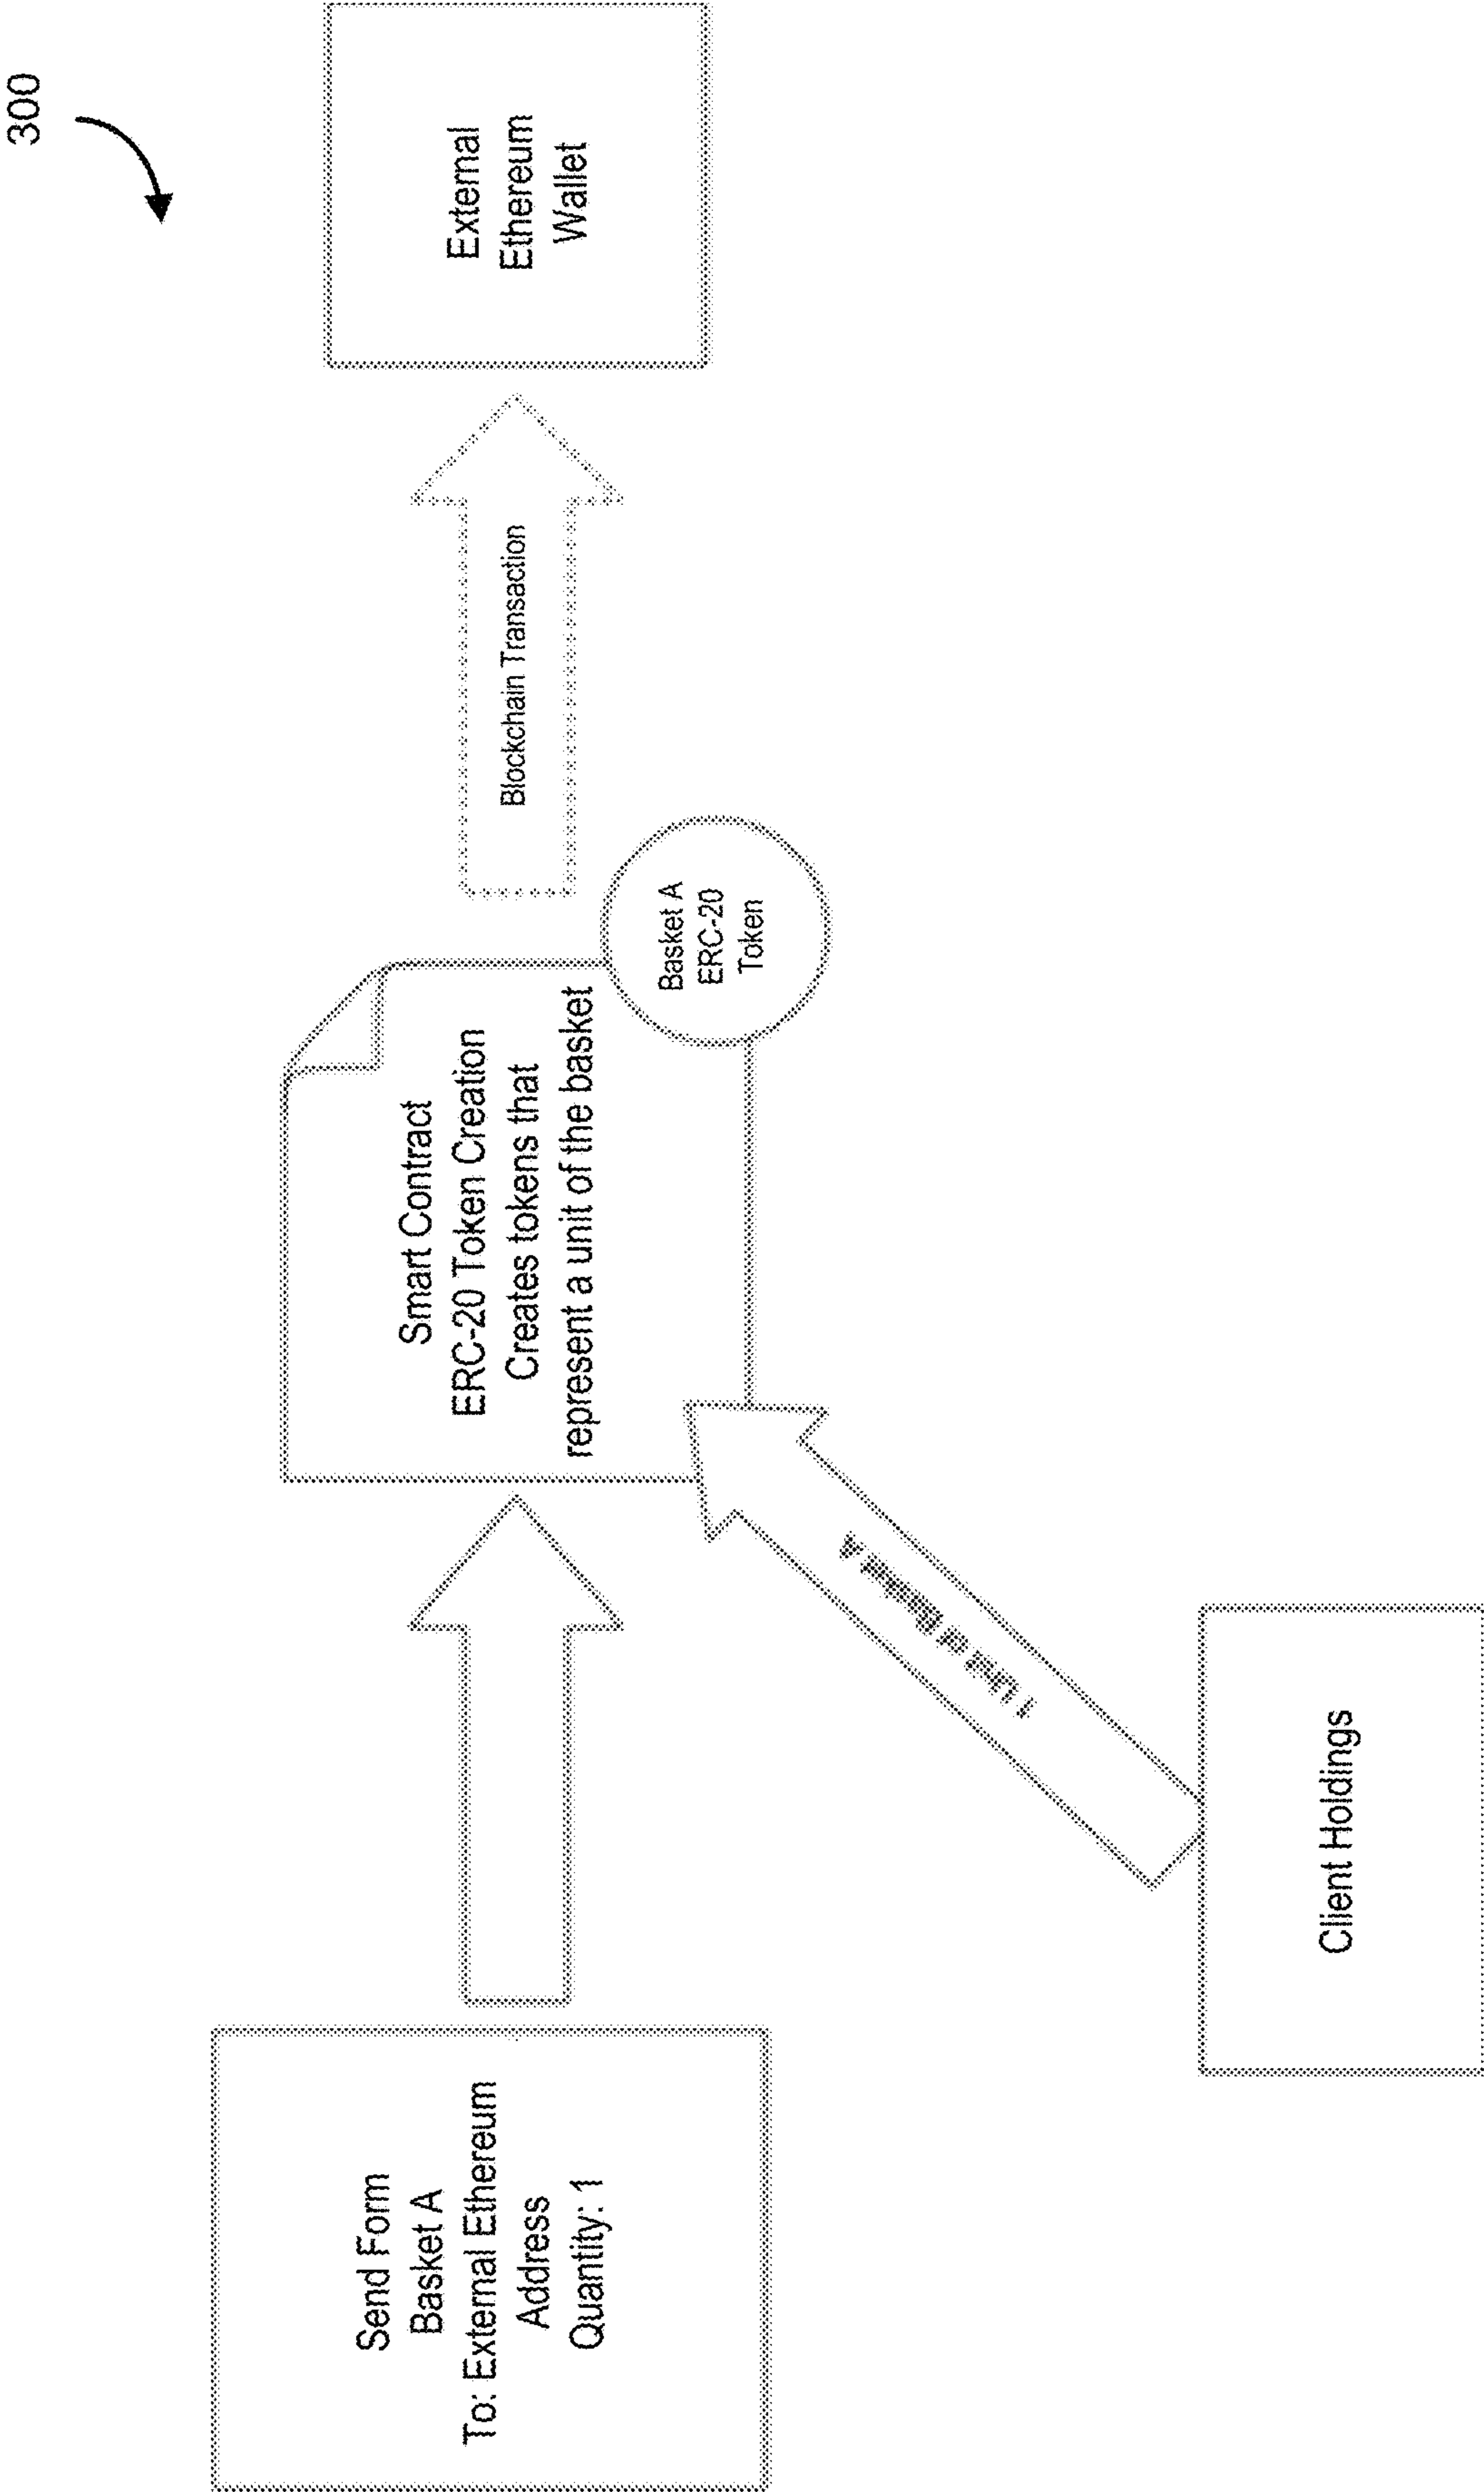 300
Send Form
Basket A
To: External Ethereum
Address
Quantity: 1
Smart Contract
ERC-20 Token Creation
Creates tokens that
represent a unit of the basket
Basket A
ERC-20
Token
Blockchain Transaction
External
Ethereum
Wallet
1 Unit of Basket A
Client Holdings